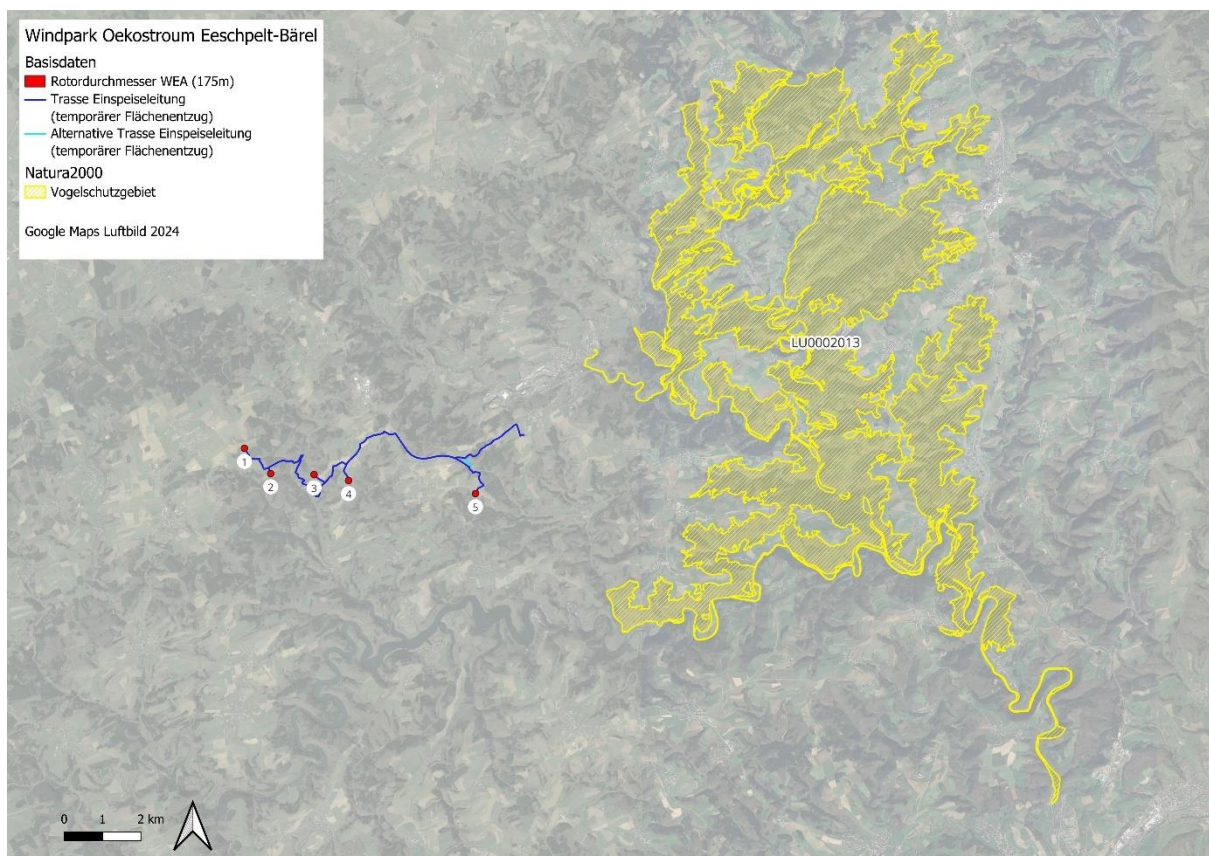 Windpark Oekostroum Eeschpelt-Bärel
Basisdaten
Rotordurchmesser WEA (175m)
Trasse Einspeiseleitung
(temporärer Flächenentzug)
Alternative Trasse Einspeiseleitung
(temporärer Flächenentzug)
Natura2000
Vogelschutzgebiet
Google Maps Luftbild 2024
LU0002013
1
2
3
4
5
0 1 2 km